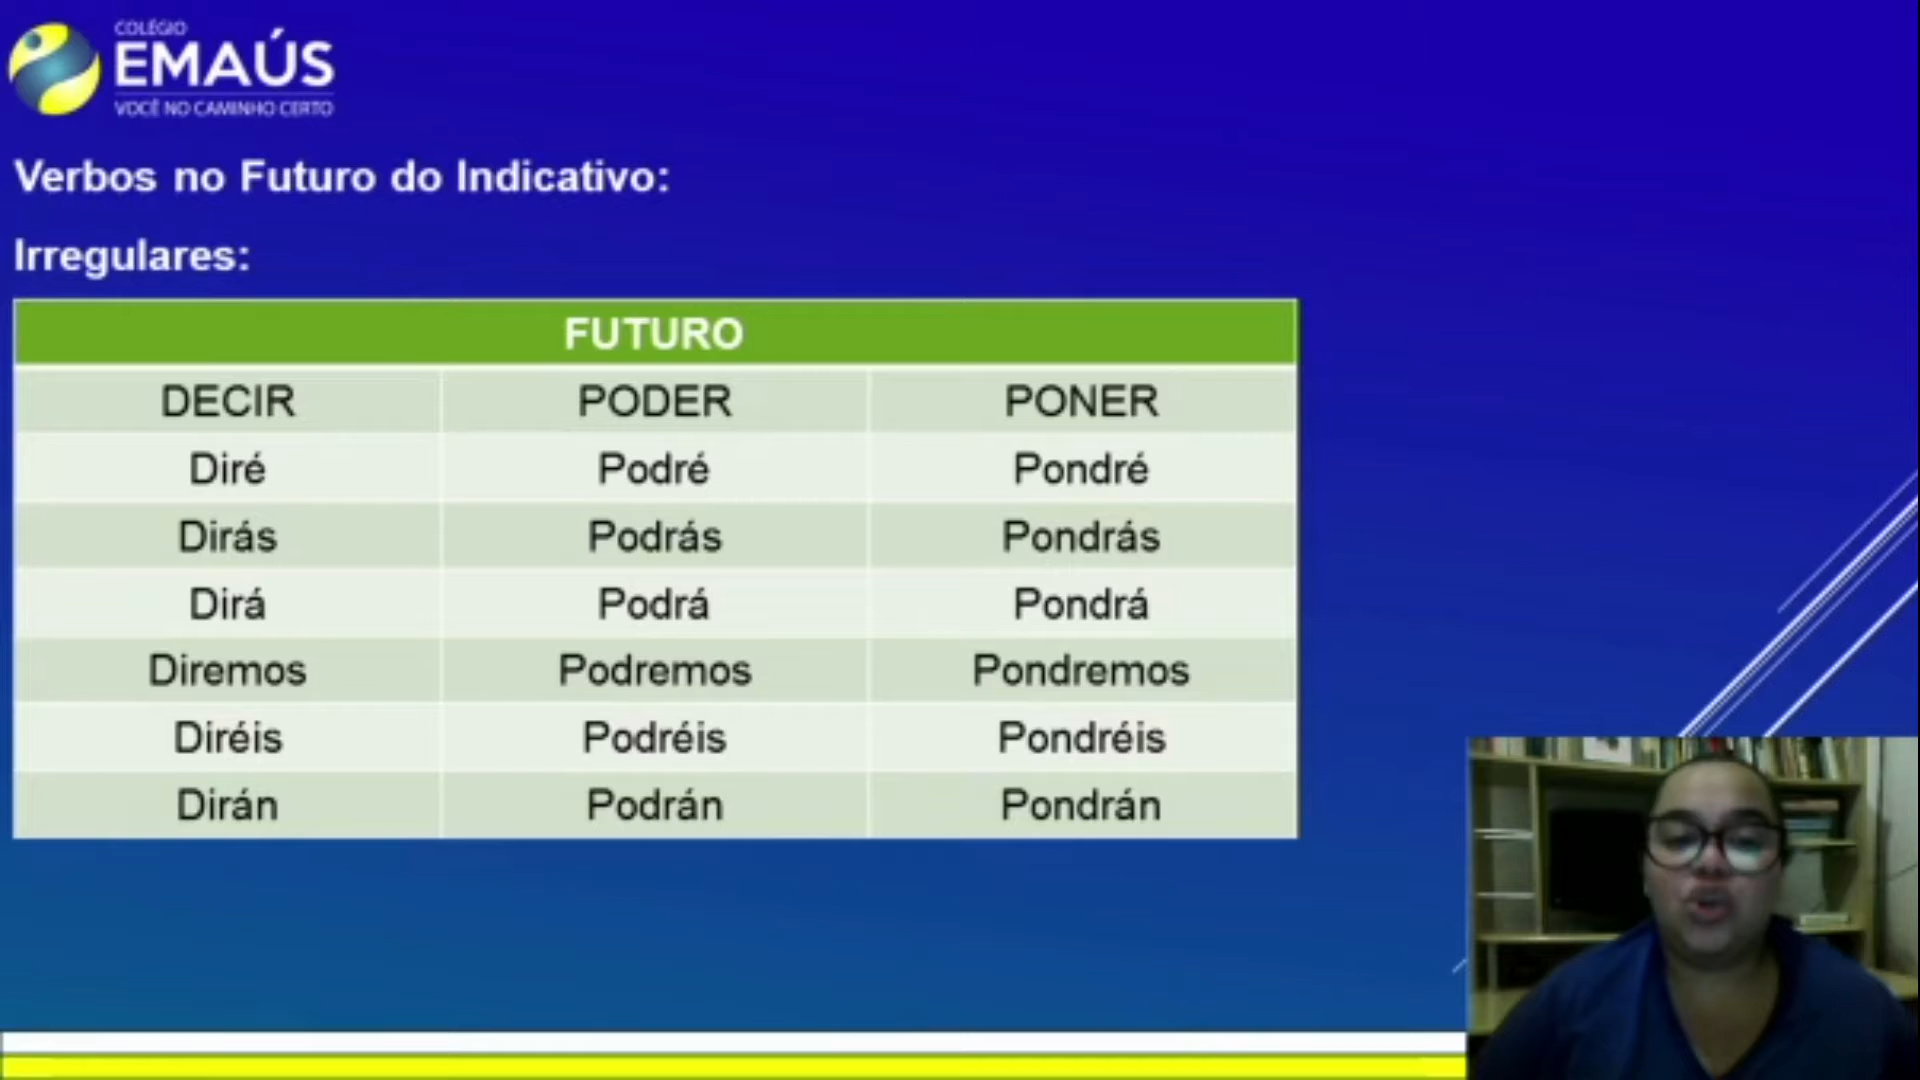 COLÉGIO
EMAÚS
VOCÊ NO CAMINHO CERTO
Verbos no Futuro do Indicativo:
Irregulares:
FUTURO
DECIR PODER PONER
Diré Podré Pondré
Dirás Podrás Pondrás
Dirá Podrá Pondrá
Diremos Podremos Pondremos
Diréis Podréis Pondréis
Dirán Podrán Pondrán